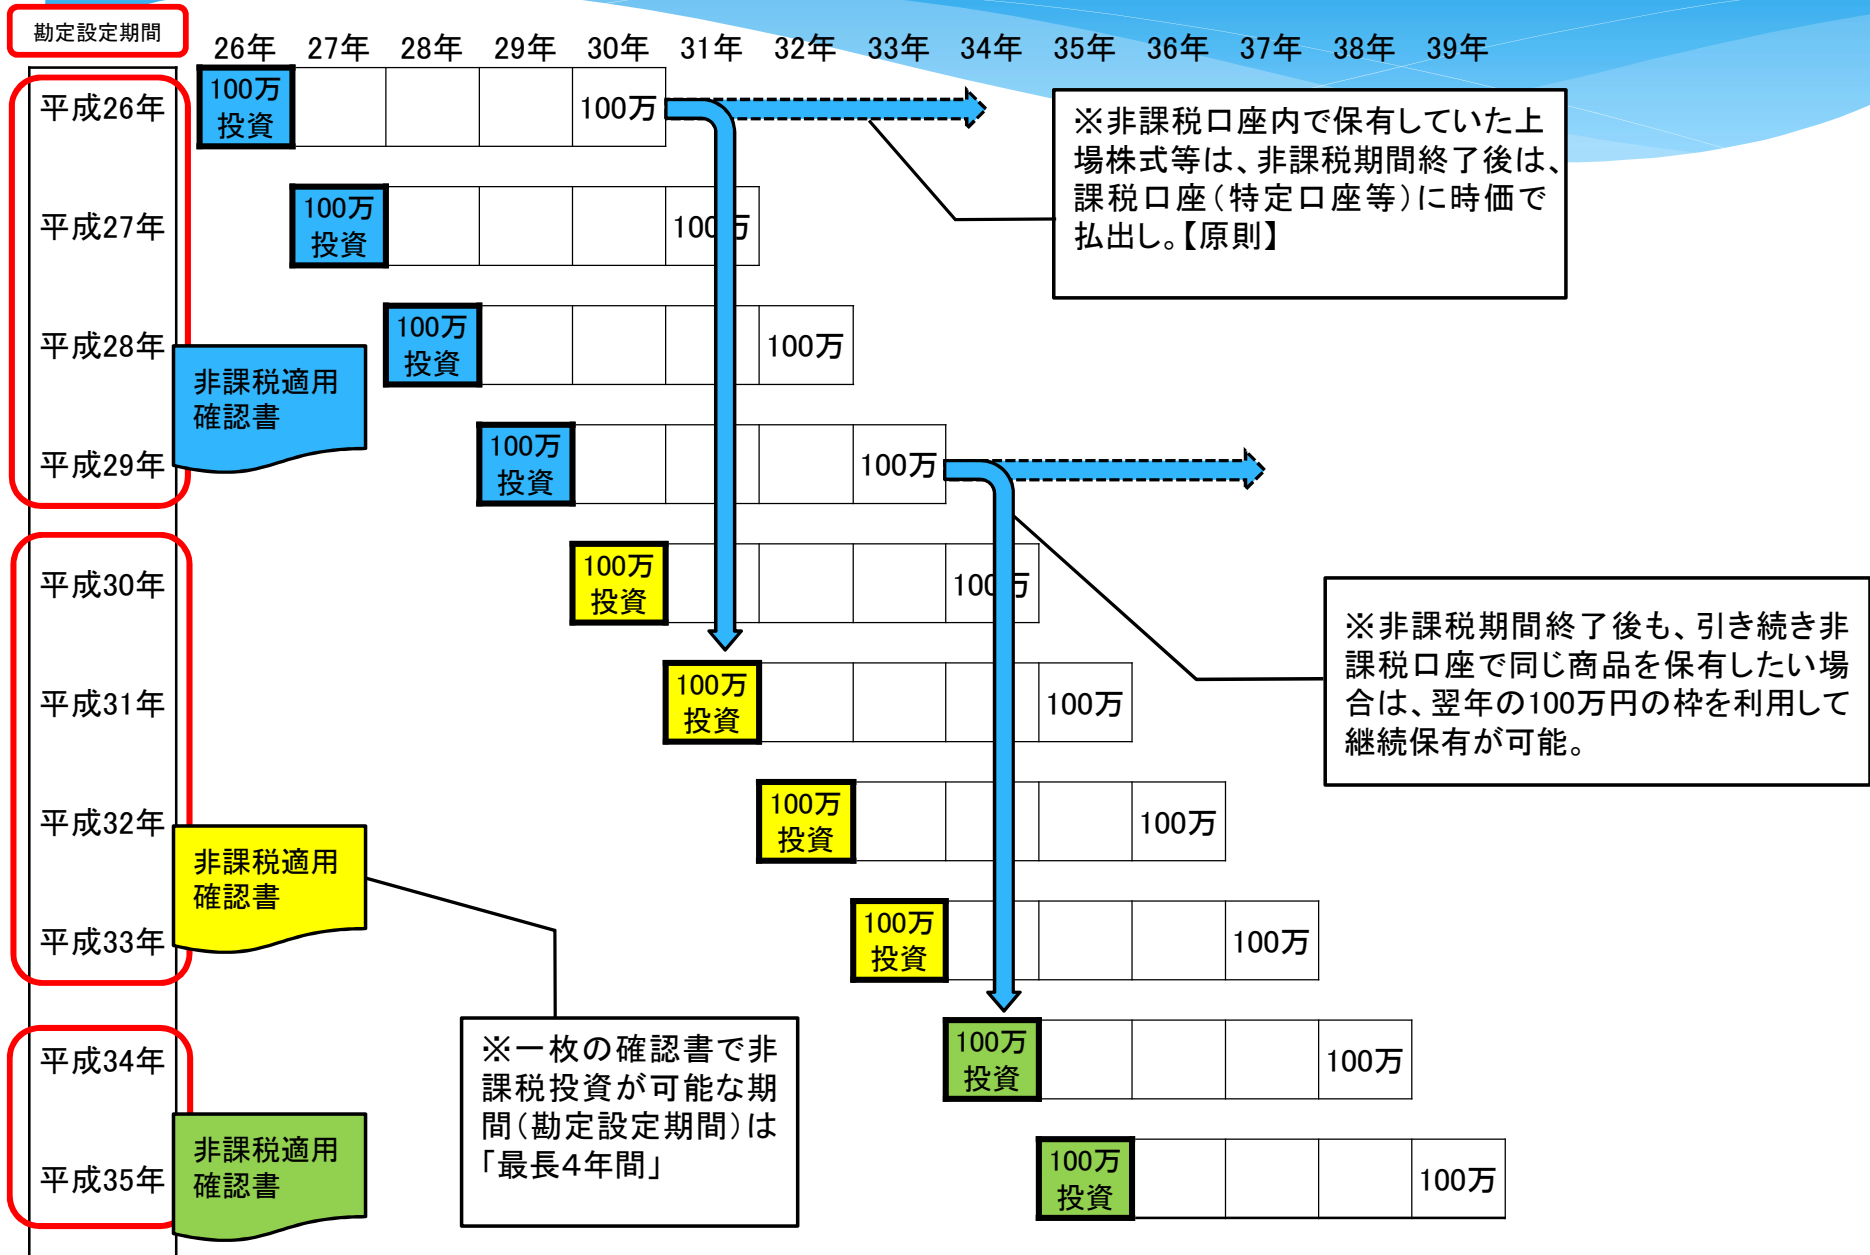 勘定設定期間
26年 27年 28年 29年 30年 31年 32年 33年 34年 35年 36年 37年 38年 39年
平成26年
100万
投資
100万
※非課税口座内で保有していた上
場株式等は、非課税期間終了後は、
課税口座(特定口座等)に時価で
払出し。【原則】
平成27年
100万
投資
100万
平成28年
100万
投資
100万
非課税適用
確認書
平成29年
100万
投資
100万
平成30年
100万
投資
100万
※非課税期間終了後も、引き続き非
課税口座で同じ商品を保有したい場
合は、翌年の100万円の枠を利用して
継続保有が可能。
平成31年
100万
投資
100万
平成32年
100万
投資
100万
非課税適用
確認書
平成33年
100万
投資
100万
※一枚の確認書で非
課税投資が可能な期
間(勘定設定期間)は
「最長4年間」
平成34年
100万
投資
100万
非課税適用
確認書
平成35年
100万
投資
100万